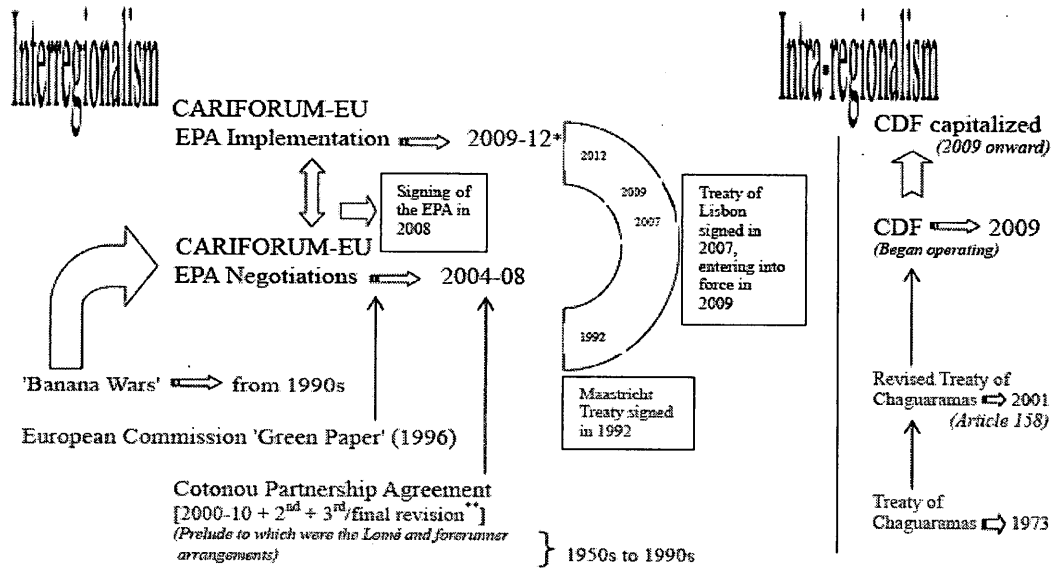 Interregionalism
CARIFORUM-EU
EPA Implementation
2009-12*
Signing of
the EPA in
2008
CARIFORUM-EU
EPA Negotiations
2004-08
'Banana Wars'
from 1990s
European Commission 'Green Paper' (1996)
Cotonou Partnership Agreement
[2000-10 + 2nd + 3rd/final revision**]
(Prelude to which were the Lomé and forerunner
arrangements)
} 1950s to 1990s
2012
2009
2007
1992
Treaty of
Lisbon
signed in
2007,
entering into
force in
2009
Maastricht
Treaty signed
in 1992
Intra-regionalism
CDF capitalized
(2009 onward)
CDF
2009
(Began operating)
Revised Treaty of
Chaguaramas
2001
(Article 158)
Treaty of
Chaguaramas
1973